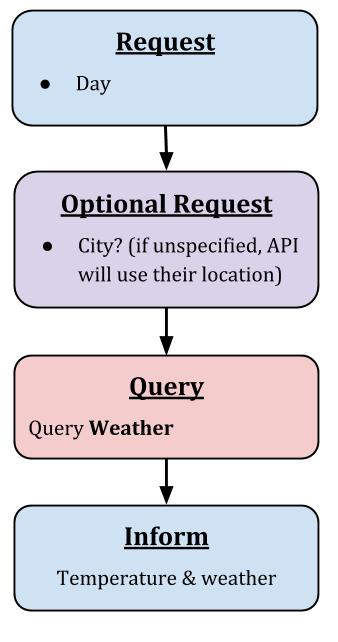 Request
● Day
Optional Request
● City? (if unspecified, API
will use their location)
Query
Query Weather
Inform
Temperature & weather